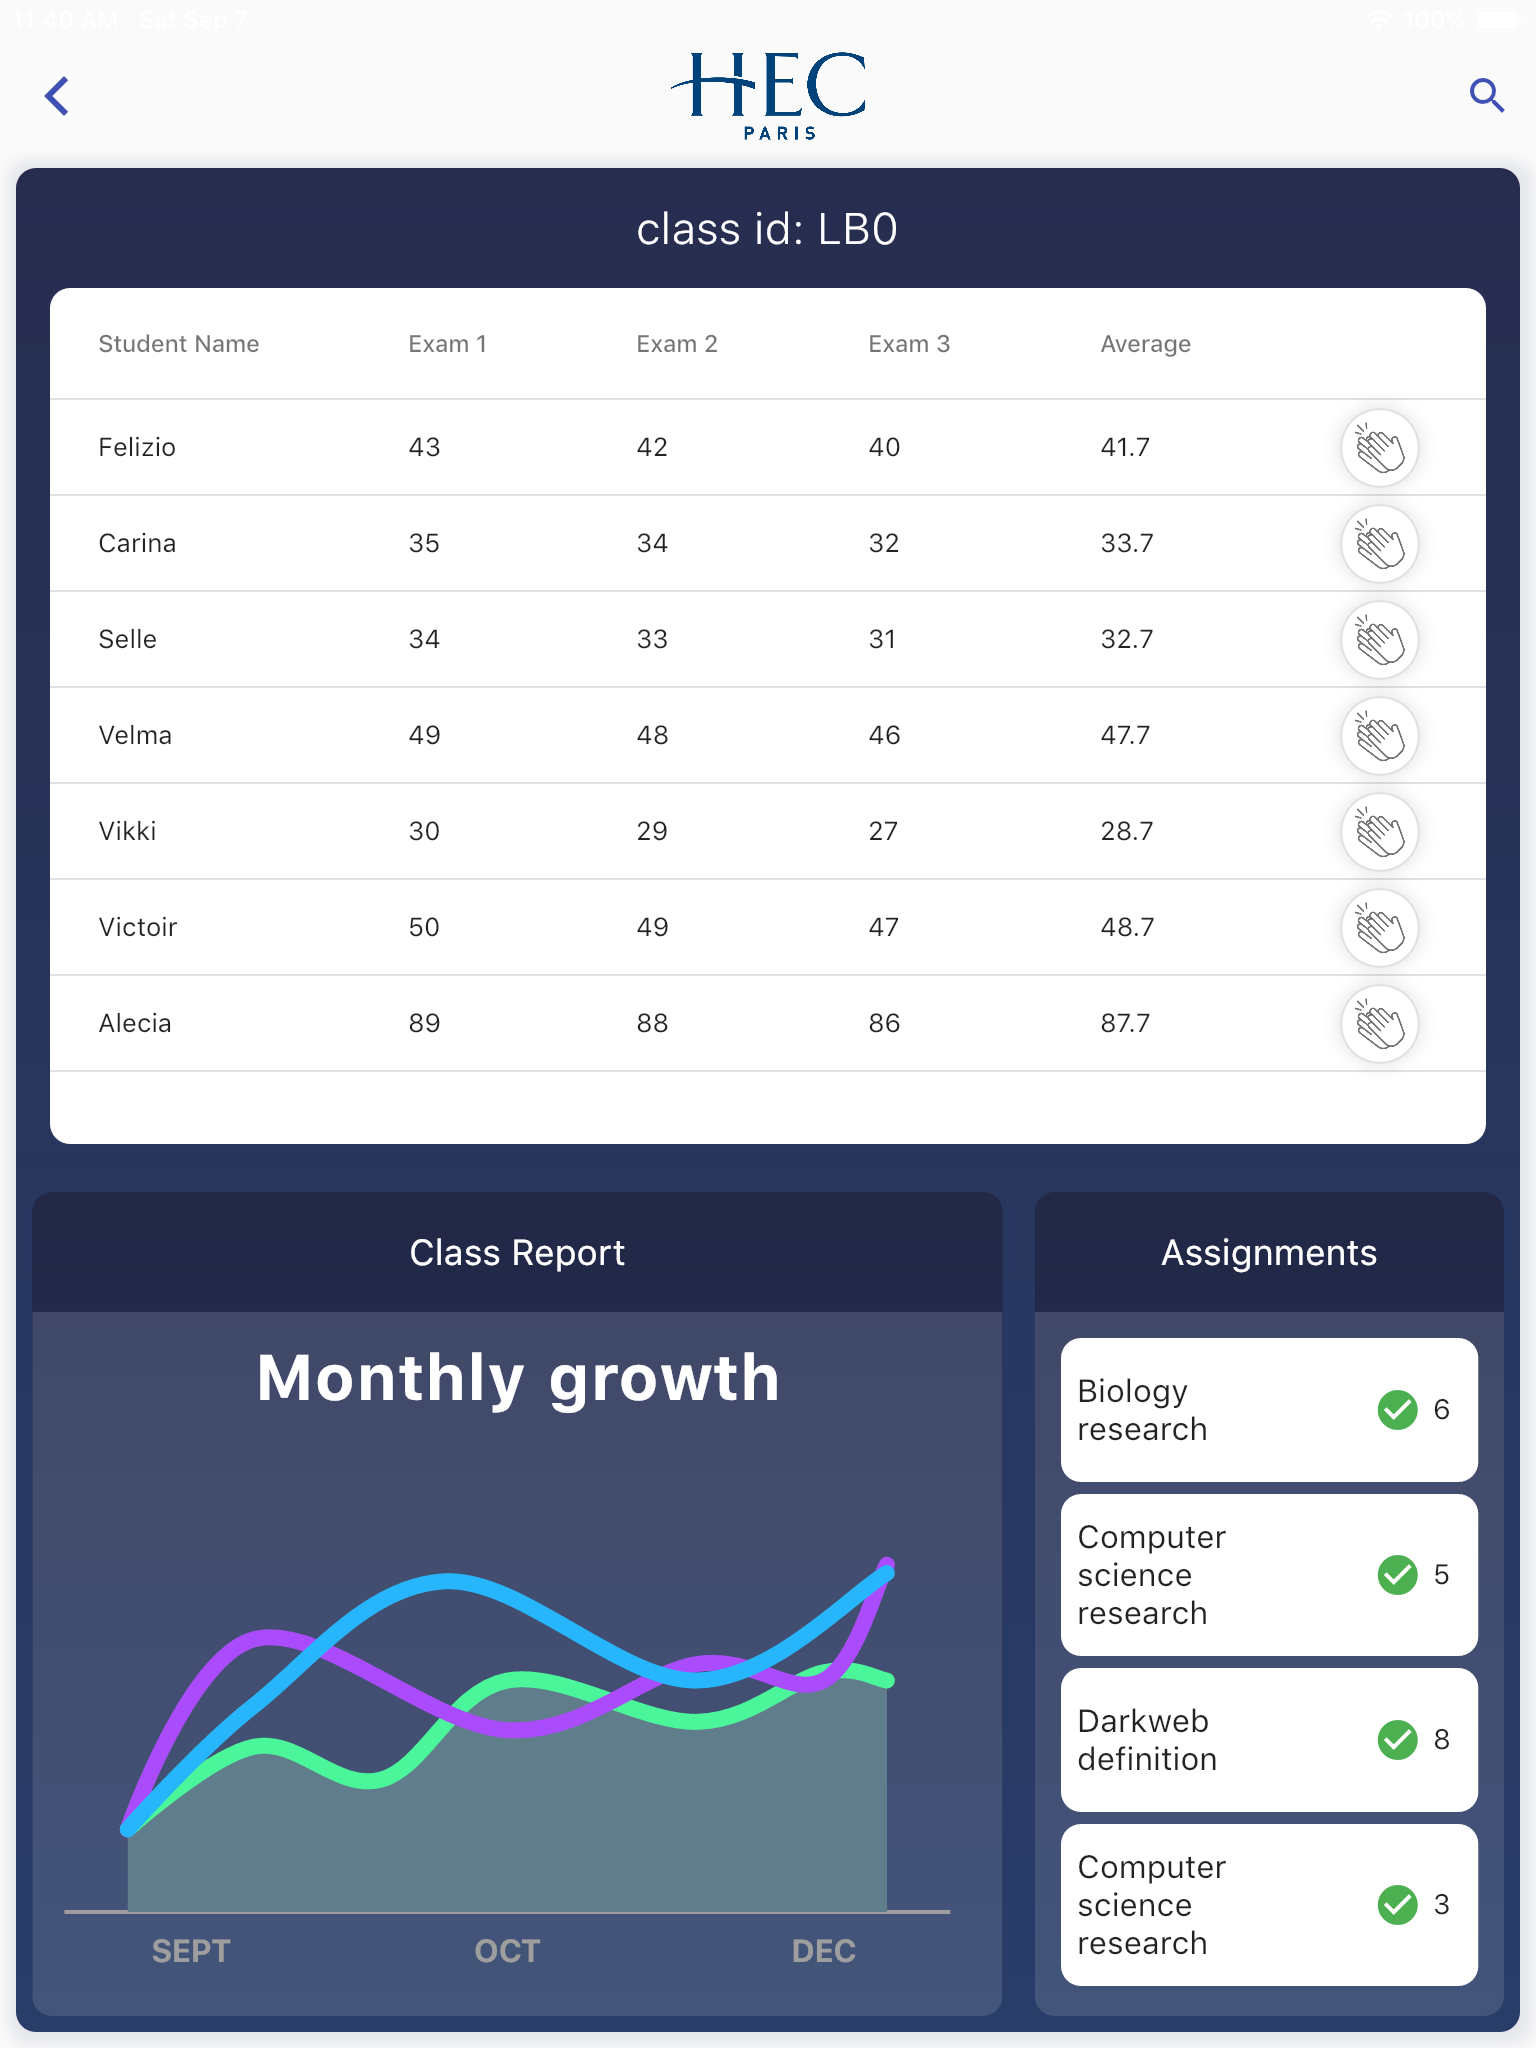 11:40 AM Sat Sep 7 100%
HEC
PARIS
class id: LB0
Student Name Exam 1 Exam 2 Exam 3 Average
Felizio 43 42 40 41.7
Carina 35 34 32 33.7
Selle 34 33 31 32.7
Velma 49 48 46 47.7
Vikki 30 29 27 28.7
Victoir 50 49 47 48.7
Alecia 89 88 86 87.7
Class Report
Monthly growth
SEPT OCT DEC
Assignments
Biology
research
6
Computer
science
research
5
Darkweb
definition
8
Computer
science
research
3